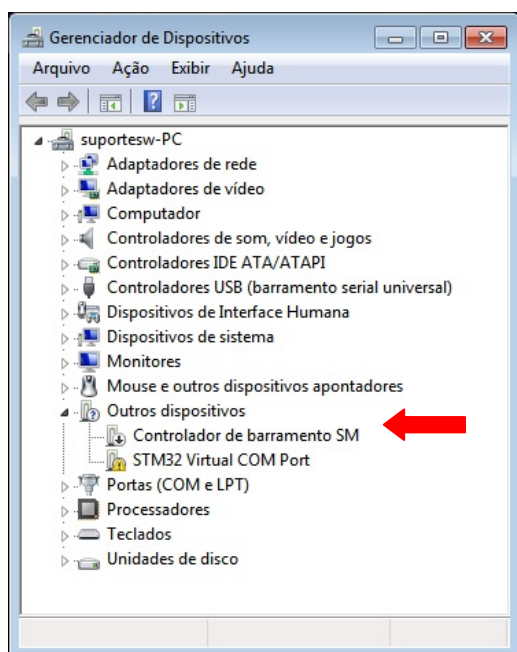 Gerenciador de Dispositivos
Arquivo Ação Exibir Ajuda
suportesw-PC
Adaptadores de rede
Adaptadores de vídeo
Computador
Controladores de som, vídeo e jogos
Controladores IDE ATA/ATAPI
Controladores USB (barramento serial universal)
Dispositivos de Interface Humana
Dispositivos de sistema
Monitores
Mouse e outros dispositivos apontadores
Outros dispositivos
Controlador de barramento SM
STM32 Virtual COM Port
Portas (COM e LPT)
Processadores
Teclados
Unidades de disco